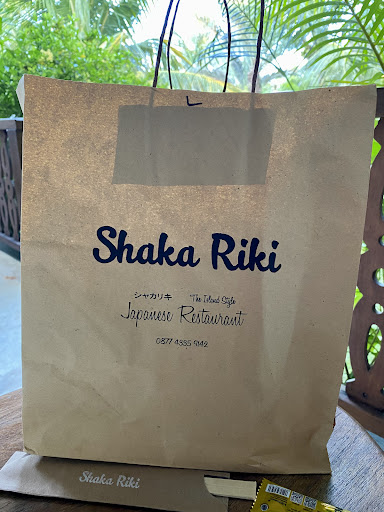 Shaka Riki
シャカリキ "The Island Style
Japanese Restaurant
0877 4335 9142
Shaka Riki